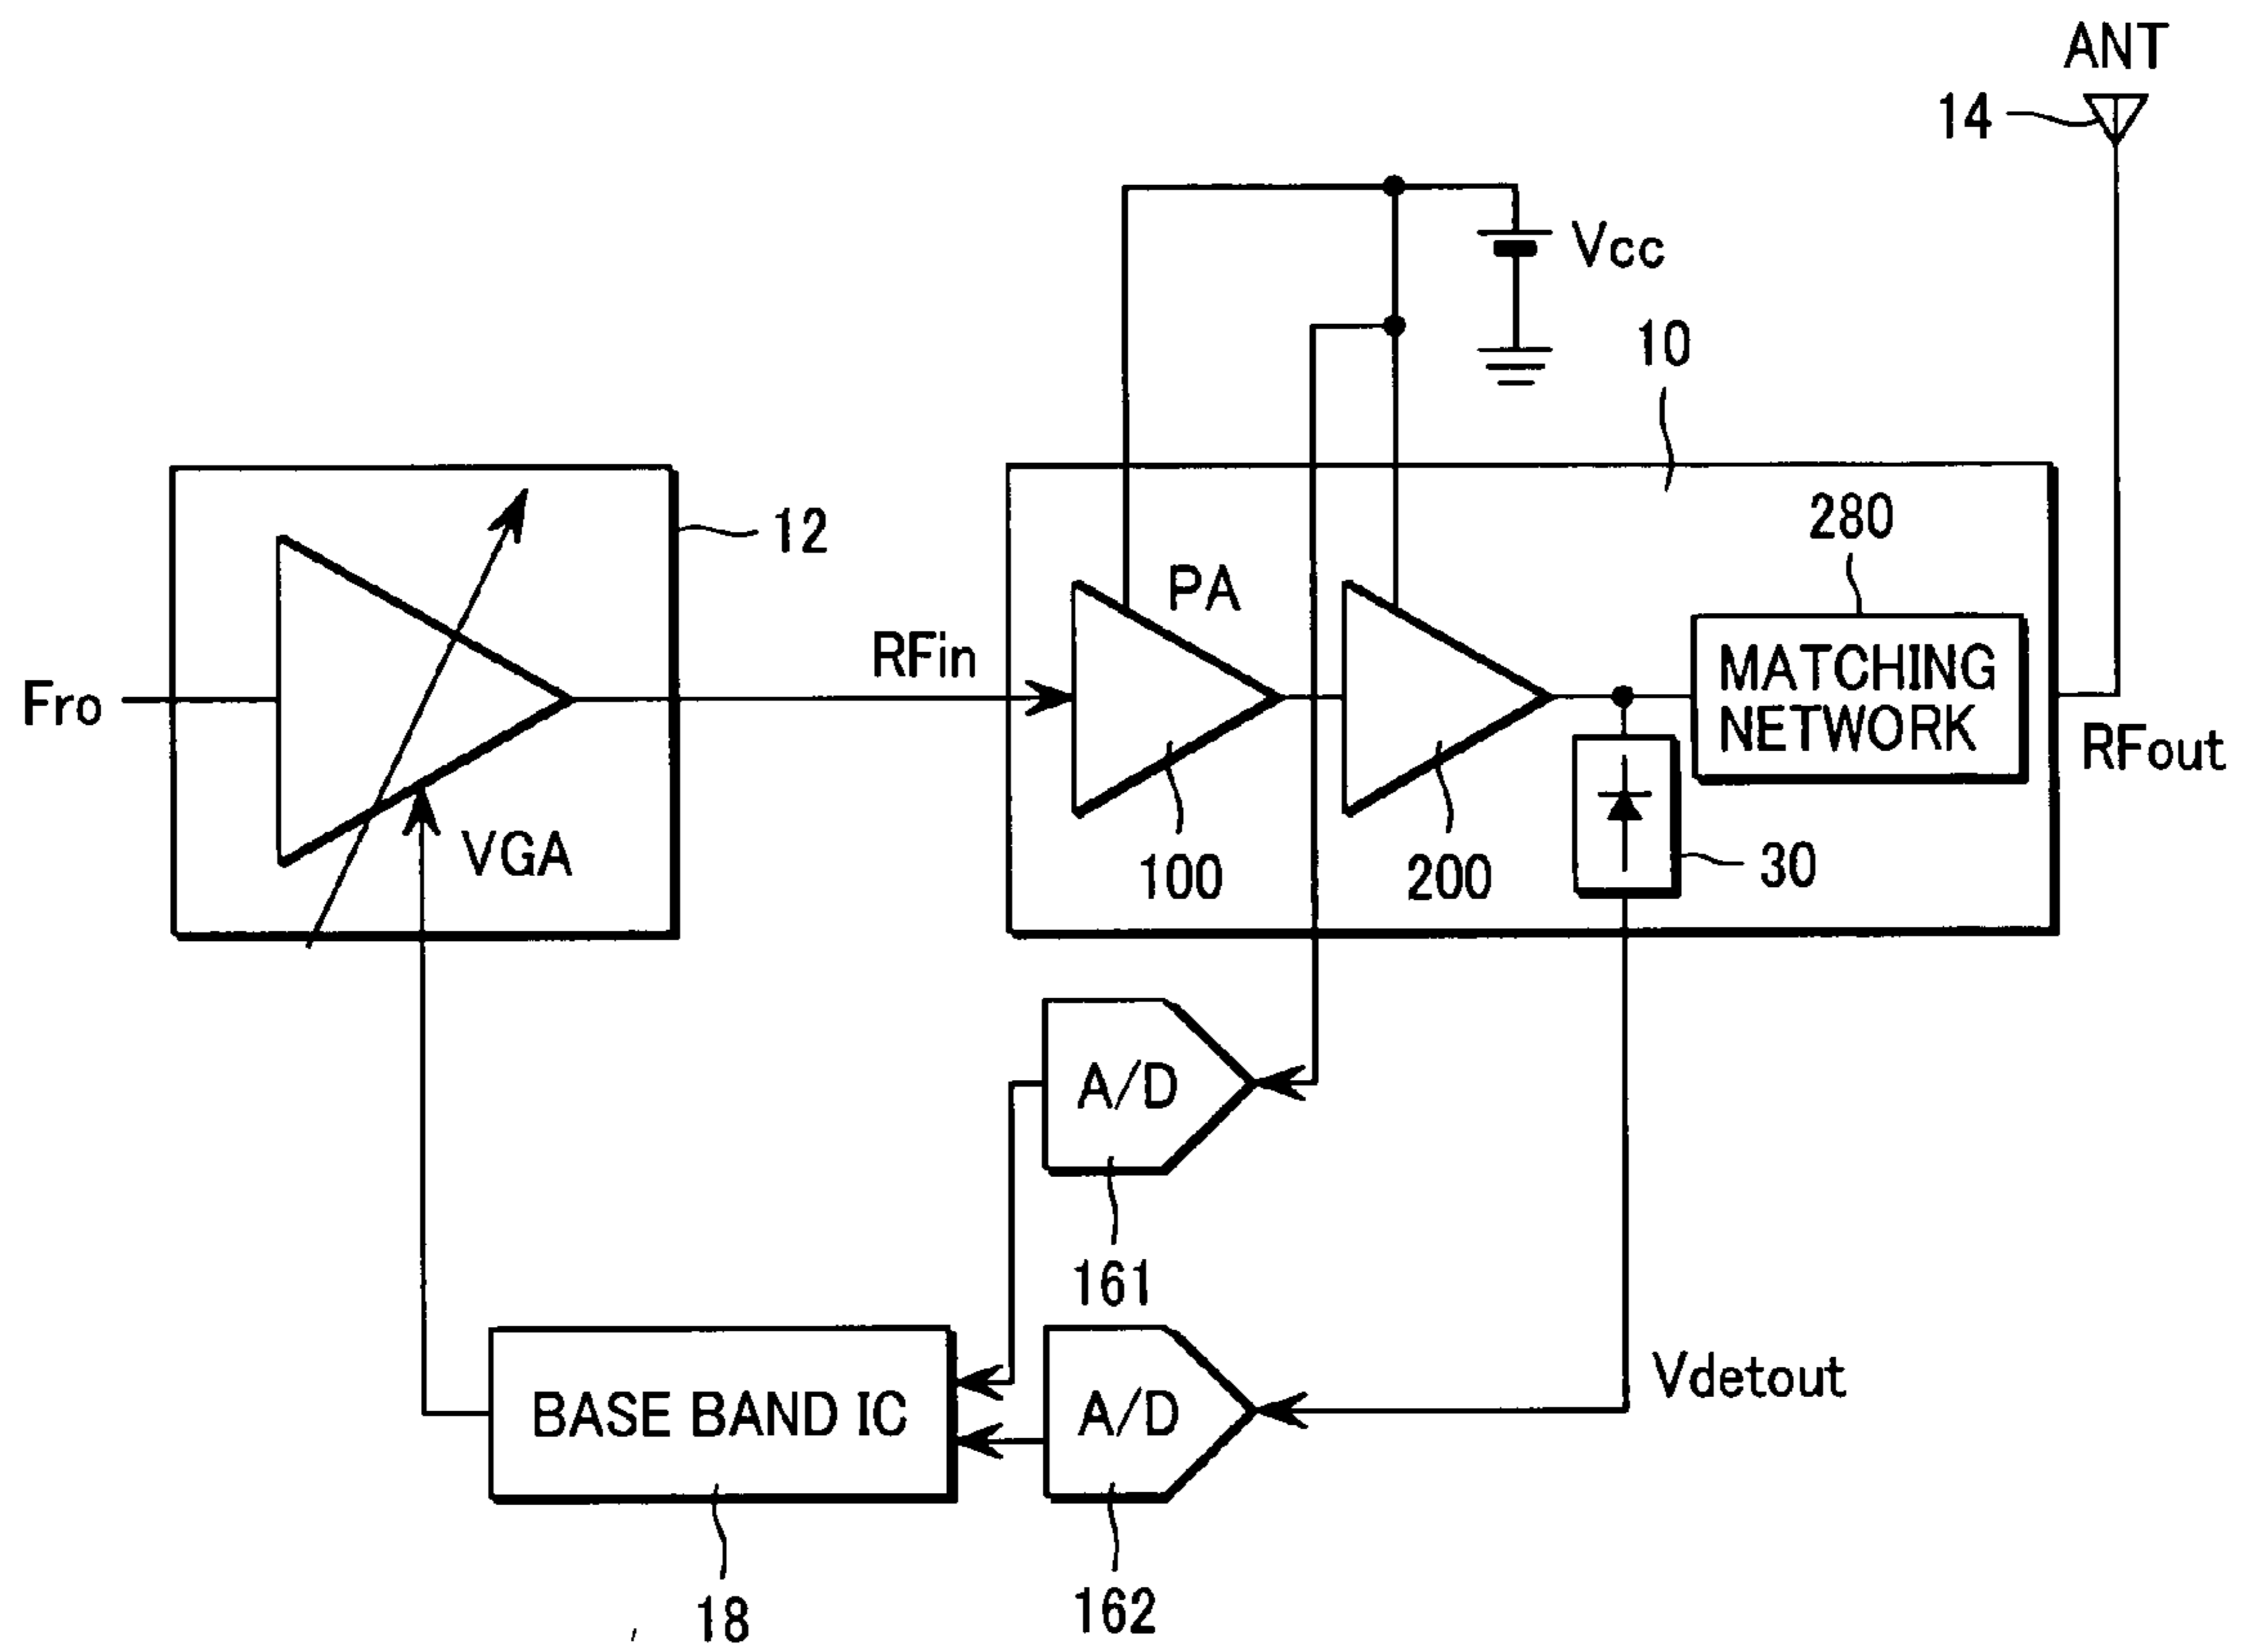 ANT
14
Vcc
10
12
280
PA
RFin
MATCHING
NETWORK
Fro
RFout
VGA
100
200
30
A/D
161
Vdetout
BASE BAND IC
A/D
162
18